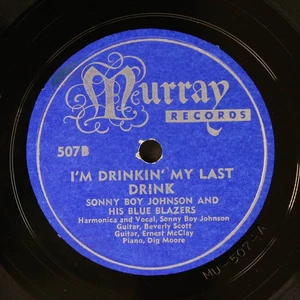 Murray
RECORDS
507B
I'M DRINKIN' MY LAST
DRINK
SONNY BOY JOHNSON AND
HIS BLUE BLAZERS
Harmonica and Vocal, Sonny Boy Johnson
Guitar, Beverly Scott
Guitar, Ernest McClay
Piano, Dig Moore
MU-507-A